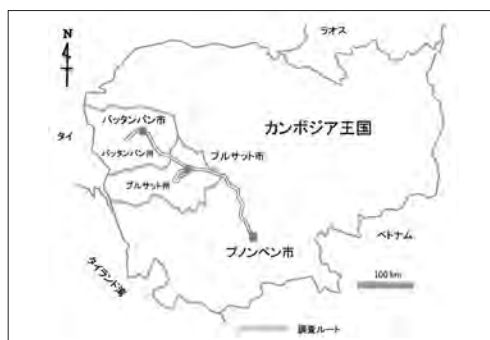 N
ラオス
バッタンバン市
タイ
バッタンバン州
カンボジア王国
プルサット市
プルサット州
プノンペン市
ベトナム
タイランド湾
100 km
調査ルート